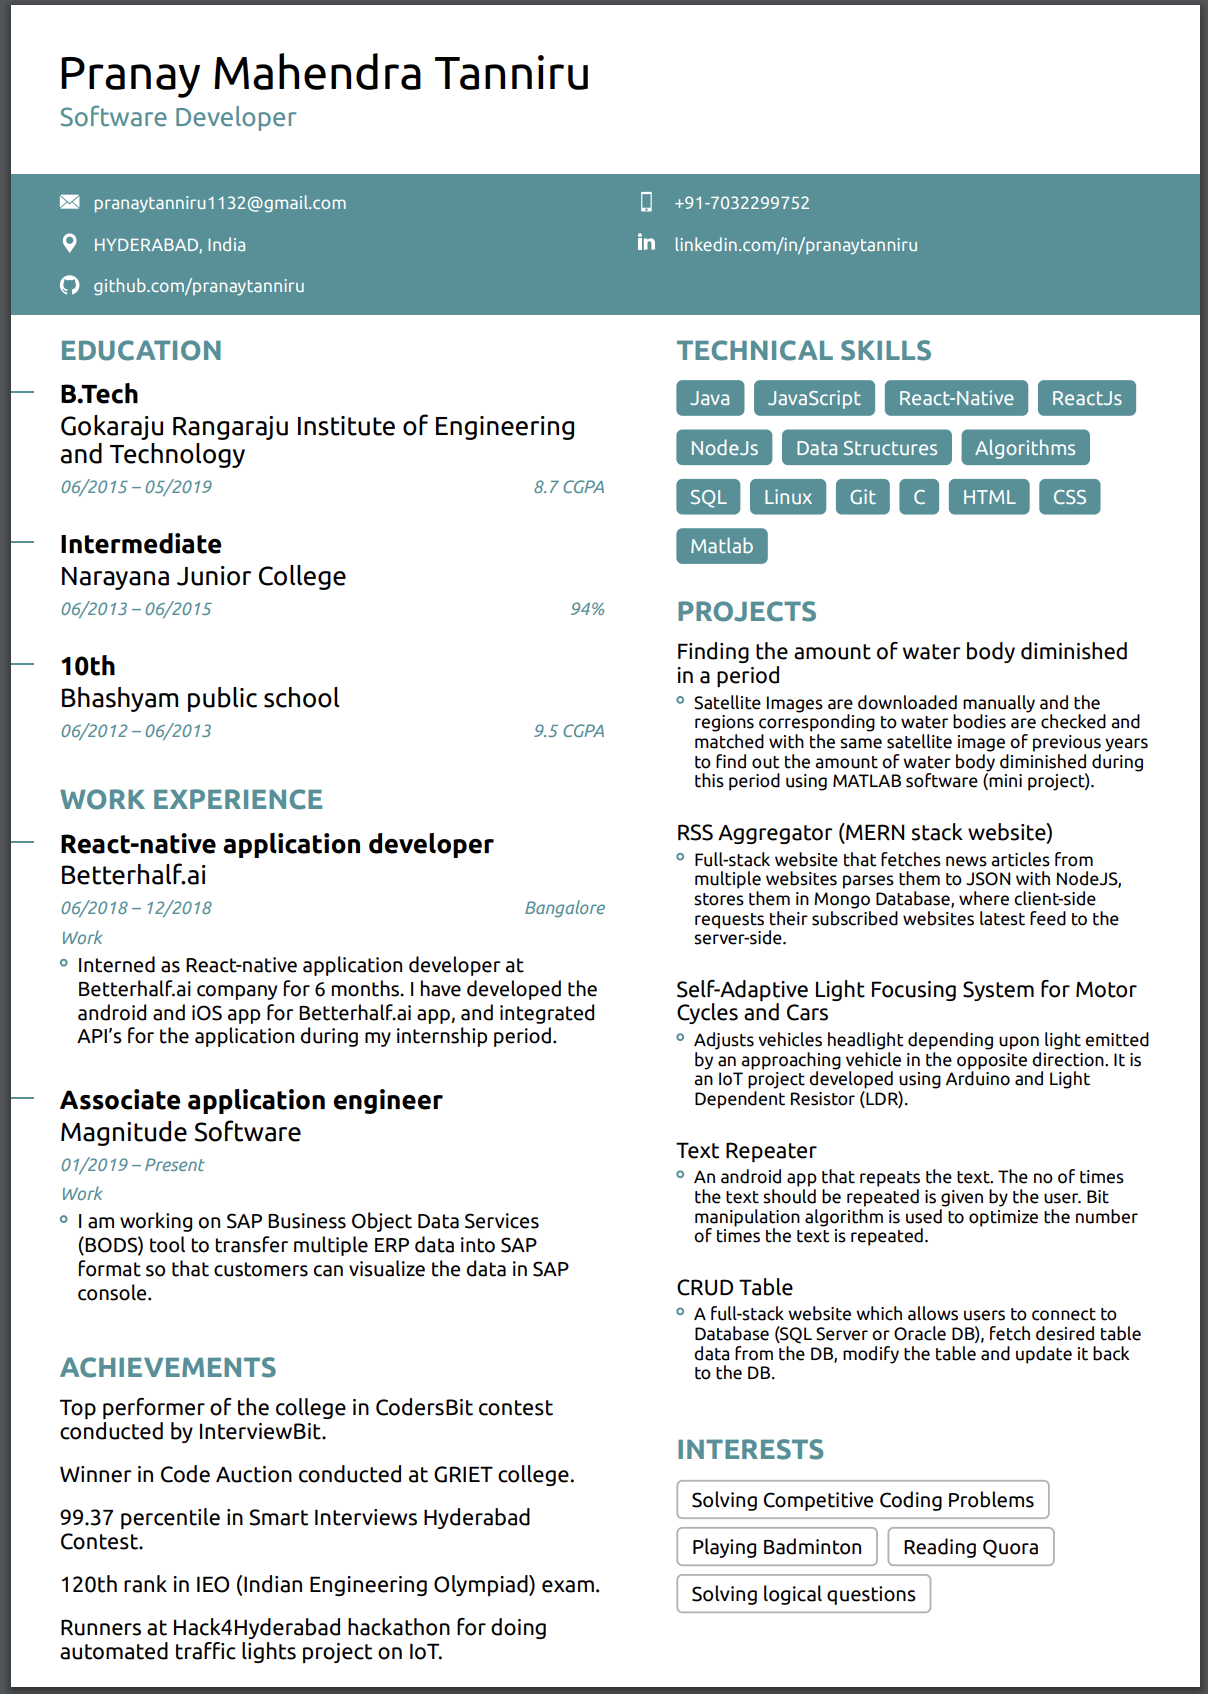 Pranay Mahendra Tanniru
Software Developer
pranaytanniru1132@gmail.com
+91-7032299752
HYDERABAD, India
linkedin.com/in/pranaytanniru
github.com/pranaytanniru
EDUCATION
B.Tech
Gokaraju Rangaraju Institute of Engineering
and Technology
06/2015 – 05/2019 8.7 CGPA
Intermediate
Narayana Junior College
06/2013 – 06/2015 94%
10th
Bhashyam public school
06/2012 – 06/2013 9.5 CGPA
WORK EXPERIENCE
React-native application developer
Betterhalf.ai
06/2018 – 12/2018 Bangalore
Work
Interned as React-native application developer at
Betterhalf.ai company for 6 months. I have developed the
android and iOS app for Betterhalf.ai app, and integrated
API’s for the application during my internship period.
Associate application engineer
Magnitude Software
01/2019 – Present
Work
I am working on SAP Business Object Data Services
(BODS) tool to transfer multiple ERP data into SAP
format so that customers can visualize the data in SAP
console.
ACHIEVEMENTS
Top performer of the college in CodersBit contest
conducted by InterviewBit.
Winner in Code Auction conducted at GRIET college.
99.37 percentile in Smart Interviews Hyderabad
Contest.
120th rank in IEO (Indian Engineering Olympiad) exam.
Runners at Hack4Hyderabad hackathon for doing
automated traffic lights project on IoT.
TECHNICAL SKILLS
Java JavaScript React-Native ReactJs
NodeJs Data Structures Algorithms
SQL Linux Git C HTML CSS
Matlab
PROJECTS
Finding the amount of water body diminished
in a period
Satellite Images are downloaded manually and the
regions corresponding to water bodies are checked and
matched with the same satellite image of previous years
to find out the amount of water body diminished during
this period using MATLAB software (mini project).
RSS Aggregator (MERN stack website)
Full-stack website that fetches news articles from
multiple websites parses them to JSON with NodeJS,
stores them in Mongo Database, where client-side
requests their subscribed websites latest feed to the
server-side.
Self-Adaptive Light Focusing System for Motor
Cycles and Cars
Adjusts vehicles headlight depending upon light emitted
by an approaching vehicle in the opposite direction. It is
an IoT project developed using Arduino and Light
Dependent Resistor (LDR).
Text Repeater
An android app that repeats the text. The no of times
the text should be repeated is given by the user. Bit
manipulation algorithm is used to optimize the number
of times the text is repeated.
CRUD Table
A full-stack website which allows users to connect to
Database (SQL Server or Oracle DB), fetch desired table
data from the DB, modify the table and update it back
to the DB.
INTERESTS
Solving Competitive Coding Problems
Playing Badminton Reading Quora
Solving logical questions